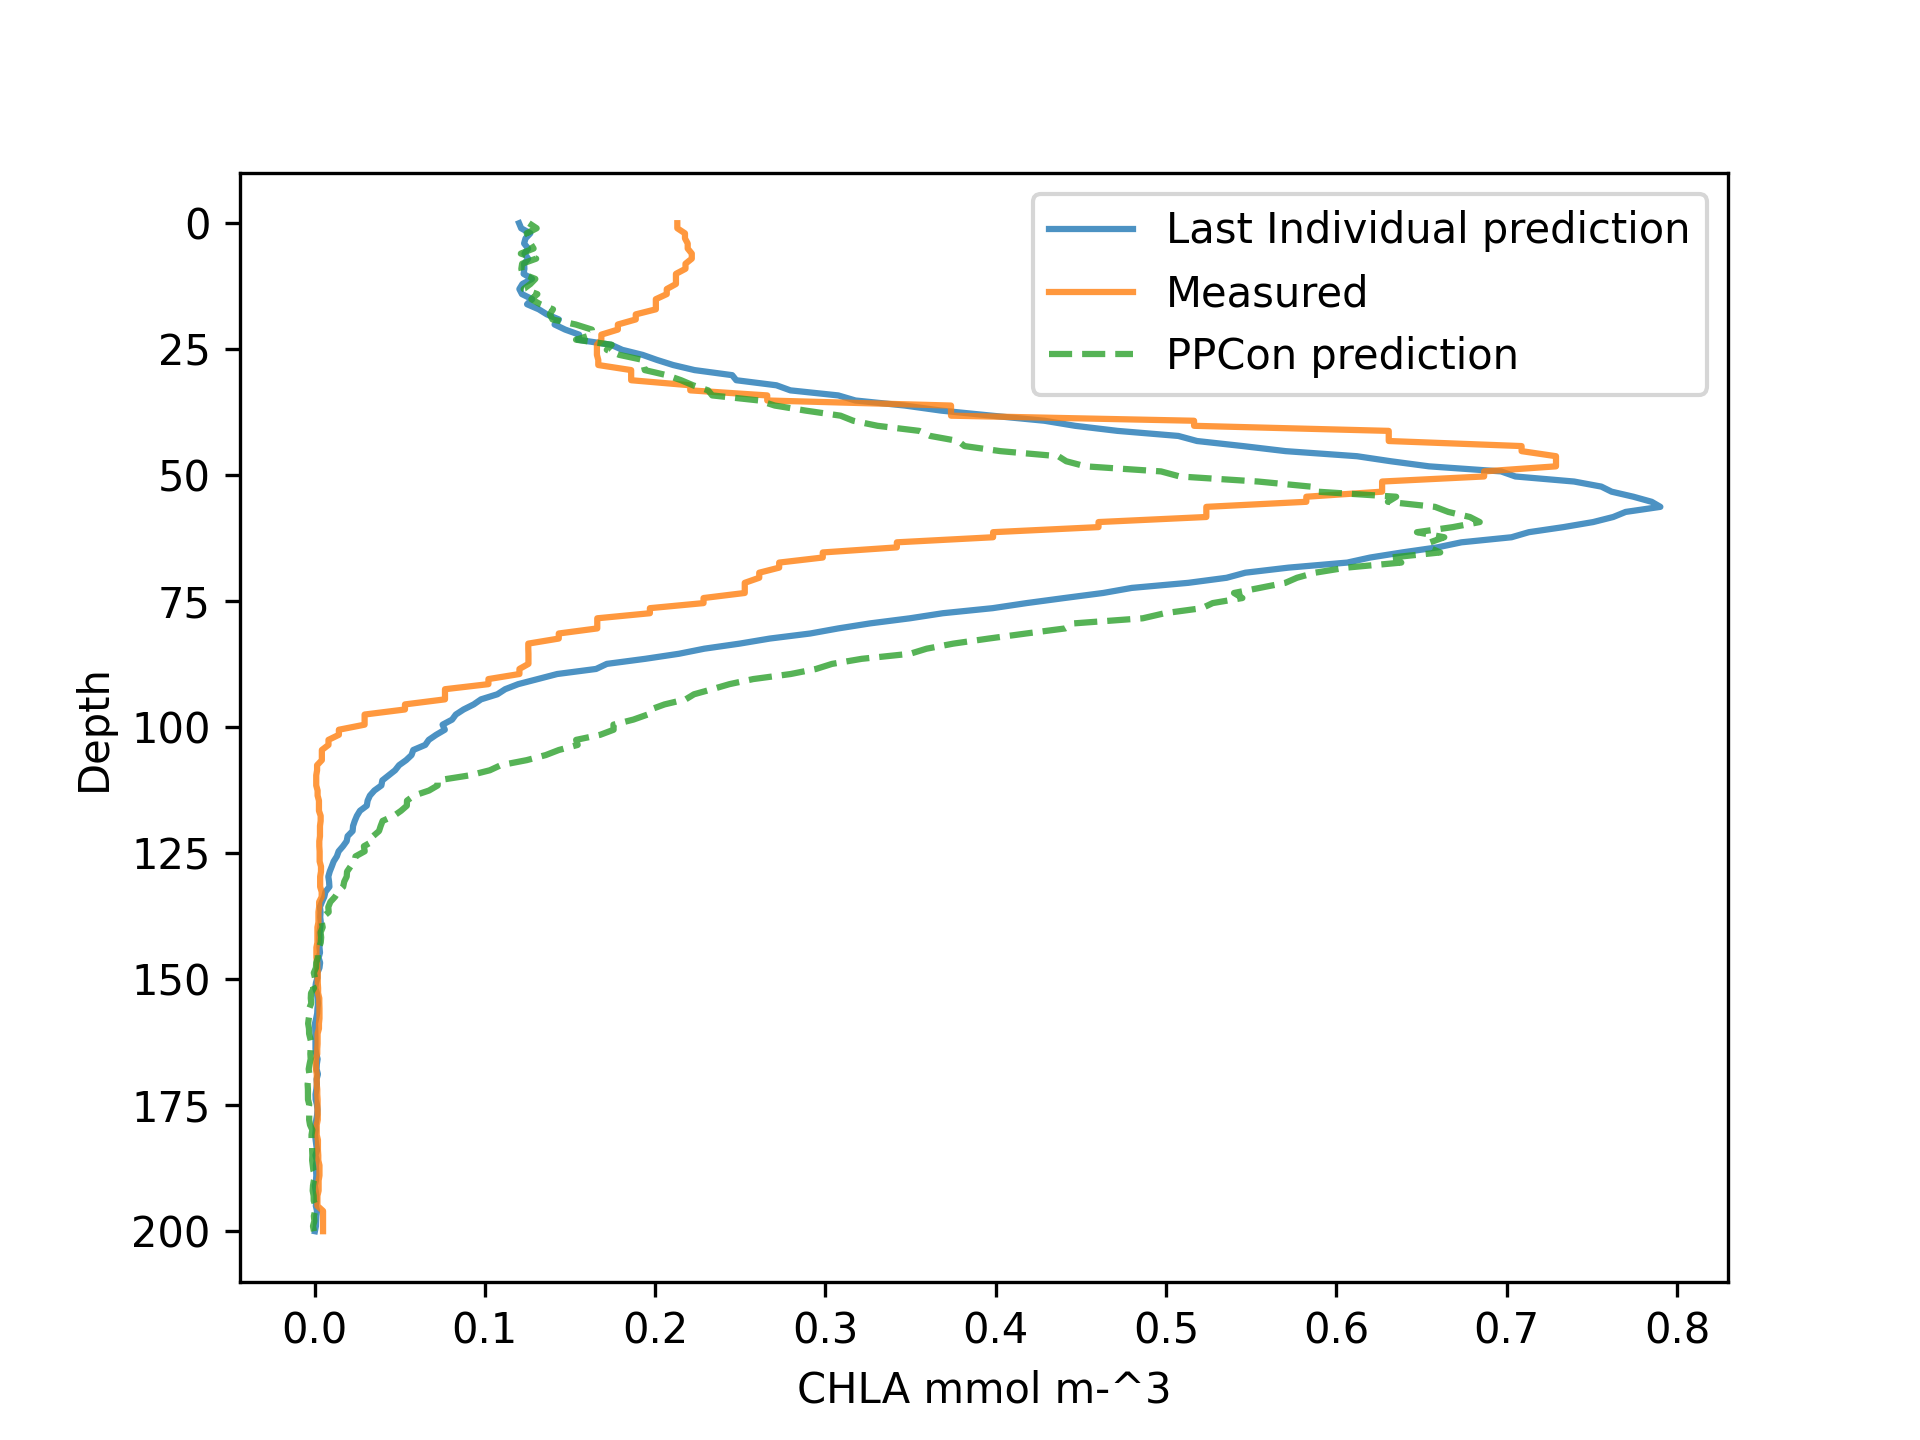 Last Individual prediction
Measured
PPCon prediction
Depth
0
25
50
75
100
125
150
175
200
0.0 0.1 0.2 0.3 0.4 0.5 0.6 0.7 0.8
CHLA mmol m-^3